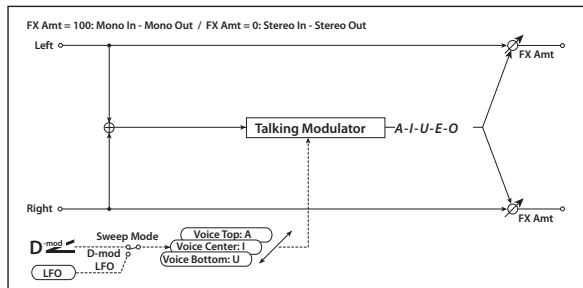 FX Amt = 100: Mono In - Mono Out / FX Amt = 0: Stereo In - Stereo Out
Left
FX Amt
Talking Modulator
A-I-U-E-O
Right
FX Amt
D-mod
Sweep Mode
D-mod
LFO
LFO
Voice Top: A
Voice Center: I
Voice Bottom: U